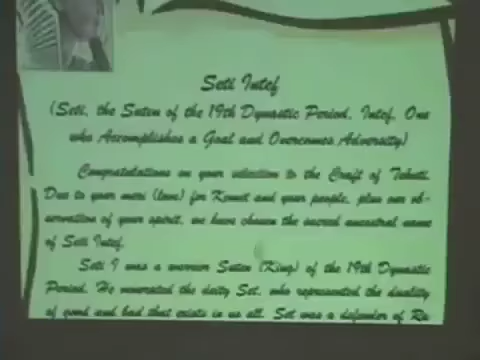 Seti Intef
(Seti, the Suten of the 19th Dynastic Period, Intef, One
who Accomplishes a Goal and Overcomes Adversity)
Congratulations on your selection to the Craft of Tehuti.
Due to your meri (love) for Kemet and your people, plus our ob-
servation of your spirit, we have chosen the sacred ancestral name
of Seti Intef.
Seti I was a warrior Suten (King) of the 19th Dynastic
Period. He venerated the deity Set, who represented the duality
of good and bad that exists in us all. Set was a defender of Ra